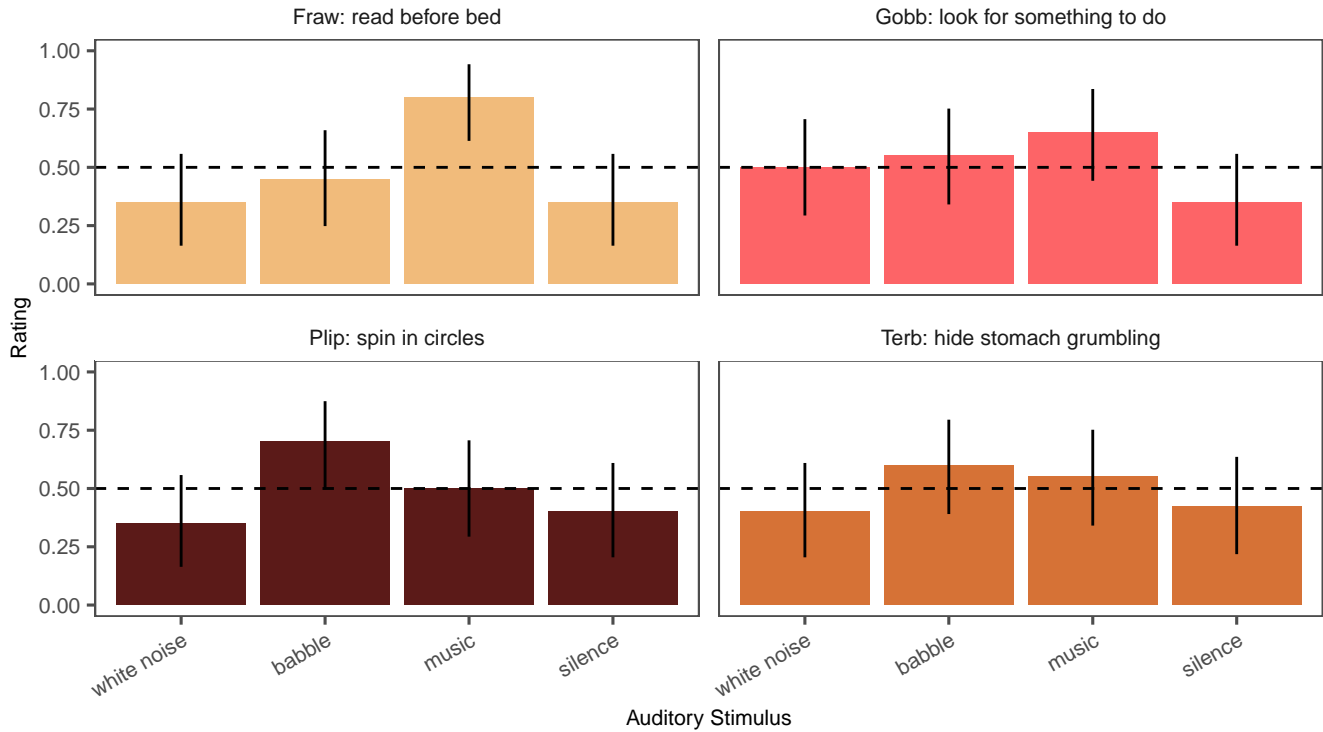 Fraw: read before bed
Gobb: look for something to do
1.00
0.75
0.50
0.25
0.00
Rating
Plip: spin in circles
Terb: hide stomach grumbling
1.00
0.75
0.50
0.25
0.00
white noise
babble
music
silence
white noise
babble
music
silence
Auditory Stimulus